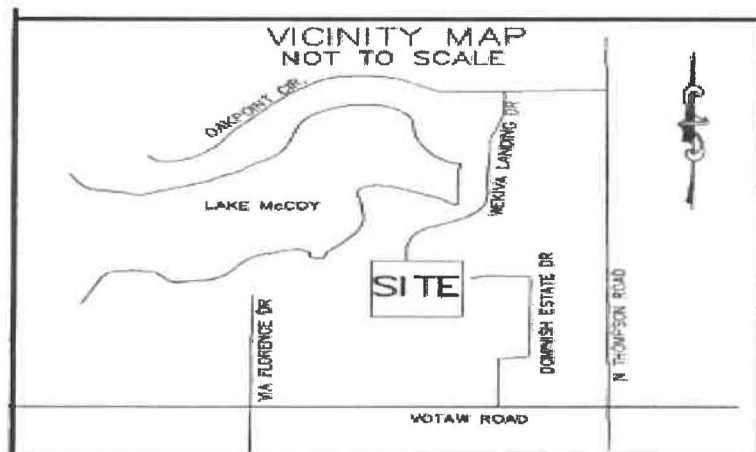 VICINITY MAP
NOT TO SCALE
OAKPOINT CIR.
WEKIVA LANDING DR
LAKE McCOY
SITE
DOMINISH ESTATE DR
N THOMPSON ROAD
VIA FLORENCE DR
VOTAW ROAD